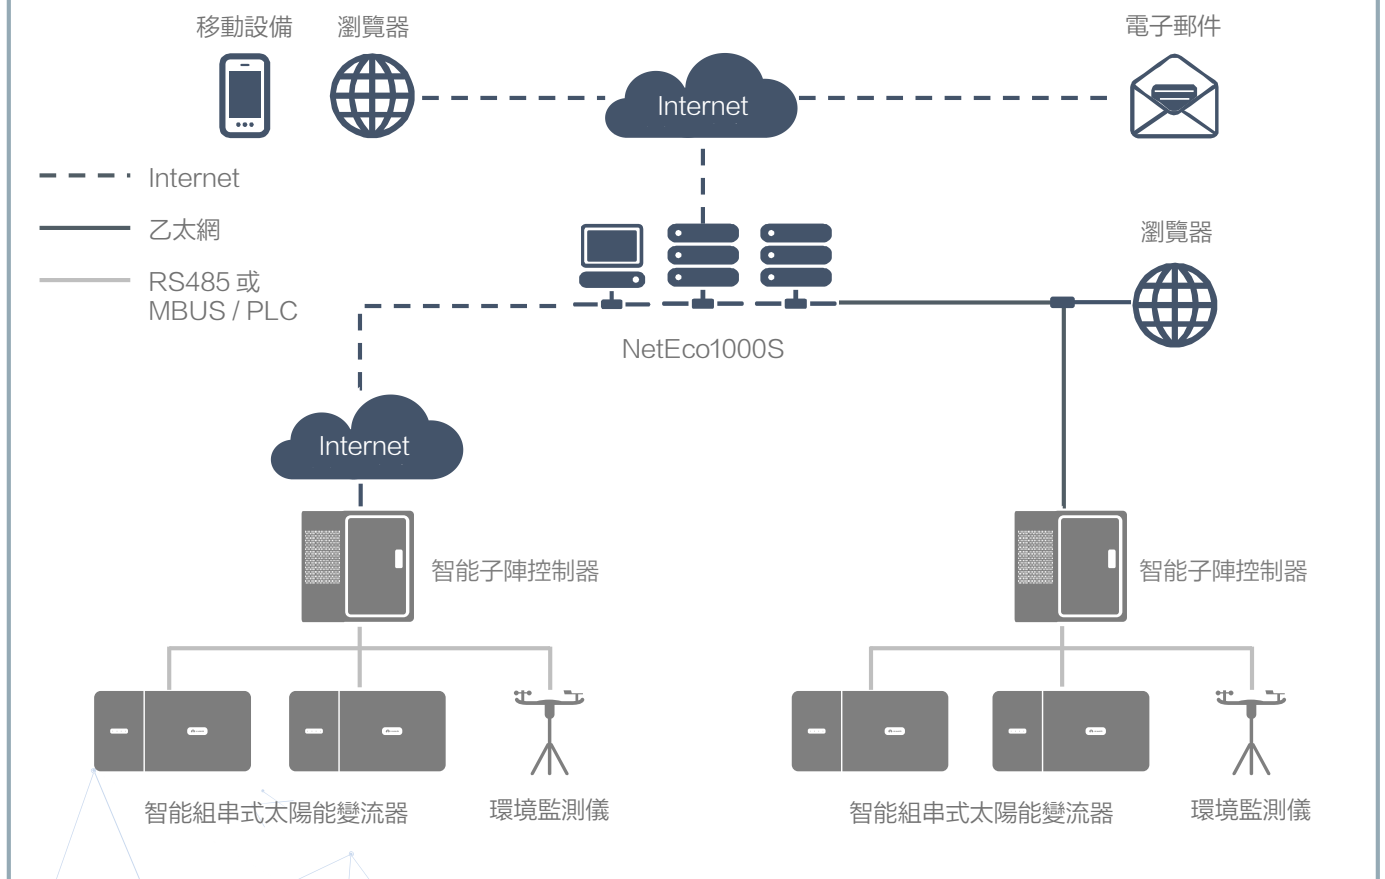 移動設備
瀏覽器
電子郵件
Internet
Internet
乙太網
RS485 或
MBUS / PLC
瀏覽器
NetEco1000S
Internet
智能子陣控制器
智能子陣控制器
智能組串式太陽能變流器
環境監測儀
智能組串式太陽能變流器
環境監測儀